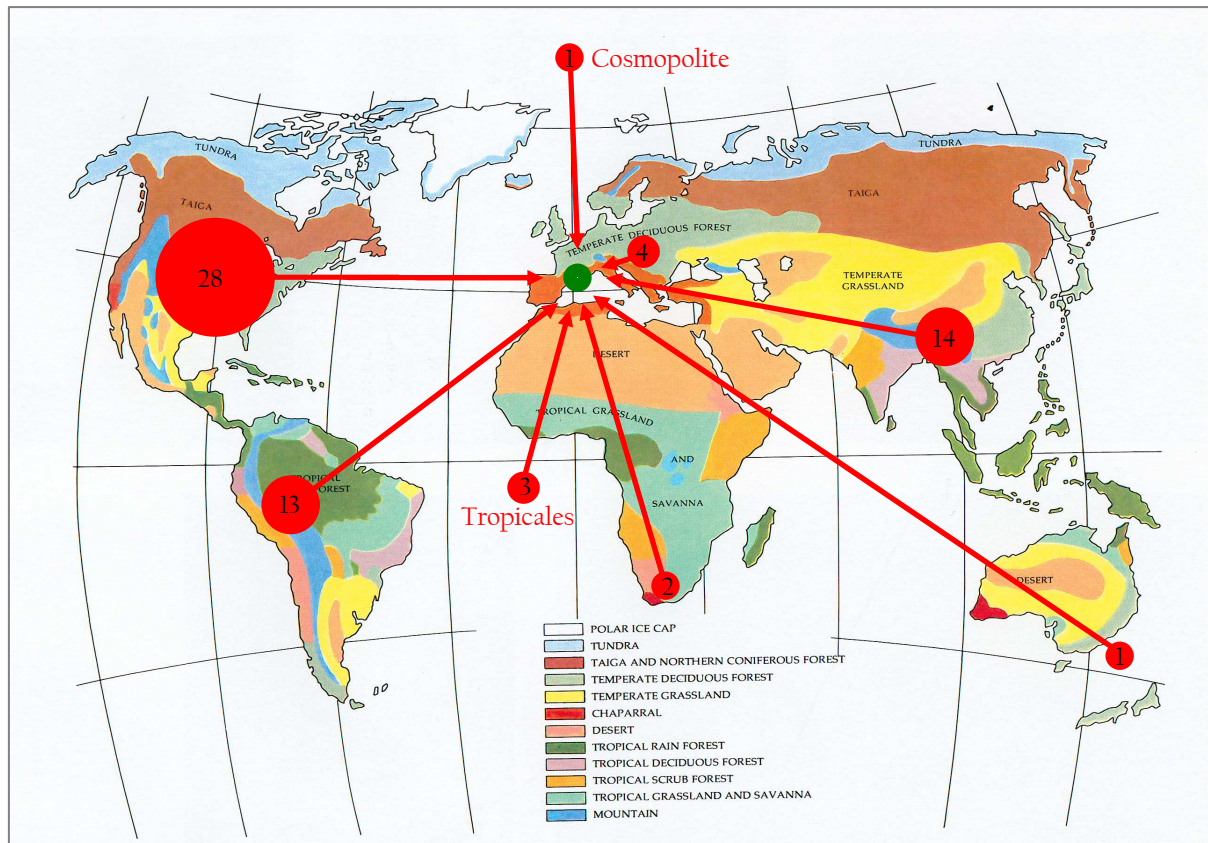 1 Cosmopolite
TUNDRA
TUNDRA
TAIGA
TAIGA
TEMPERATE DECIDUOUS FOREST
4
28
TEMPERATE
GRASSLAND
14
DESERT
TROPICAL GRASSLAND
AND
SAVANNA
TROPICAL
FOREST
13
3
Tropicales
2
DESERT
1
POLAR ICE CAP
TUNDRA
TAIGA AND NORTHERN CONIFEROUS FOREST
TEMPERATE DECIDUOUS FOREST
TEMPERATE GRASSLAND
CHAPARRAL
DESERT
TROPICAL RAIN FOREST
TROPICAL DECIDUOUS FOREST
TROPICAL SCRUB FOREST
TROPICAL GRASSLAND AND SAVANNA
MOUNTAIN